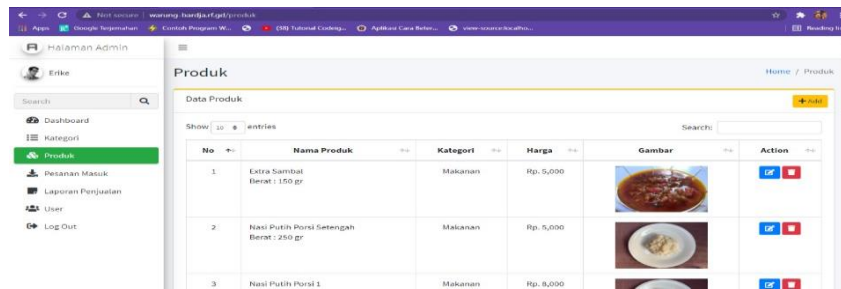 Not secure | warung-bardja.rf.gd/produk
Apps Google Terjemahan Contoh Program W... (38) Tutorial Codeig... Aplikasi Cara Beter... view-source:localho... Reading li
Halaman Admin
Erike
Produk
Home / Produk
Search
Data Produk
+Add
Dashboard
Show 10 entries
Search:
Kategori
No Nama Produk Kategori Harga Gambar Action
Produk
Pesanan Masuk
1 Extra Sambal Makanan Rp. 5,000
Berat : 150 gr
Laporan Penjualan
User
Log Out
2 Nasi Putih Porsi Setengah Makanan Rp. 5,000
Berat : 250 gr
3 Nasi Putih Porsi 1 Makanan Rp. 8,000